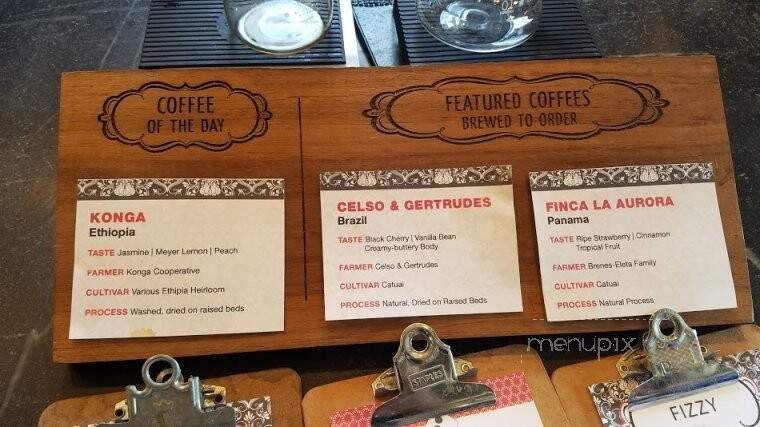 COFFEE
OF THE DAY
FEATURED COFFEES
BREWED TO ORDER
KONGA
Ethiopia
TASTE Jasmine | Meyer Lemon | Peach
FARMER Konga Cooperative
CULTIVAR Various Ethipia Heirloom
PROCESS Washed, dried on raised beds
CELSO & GERTRUDES
Brazil
TASTE Black Cherry | Vanilla Bean
Creamy-buttery Body
FARMER Celso & Gertrudes
CULTIVAR Catuai
PROCESS Natural, Dried on Raised Beds
FINCA LA AURORA
Panama
TASTE Ripe Strawberry | Cinnamon
Tropical Fruit
FARMER Brenes-Eleta Family
CULTIVAR Catuai
PROCESS Natural Process
menupix
STAPLES
FIZZY